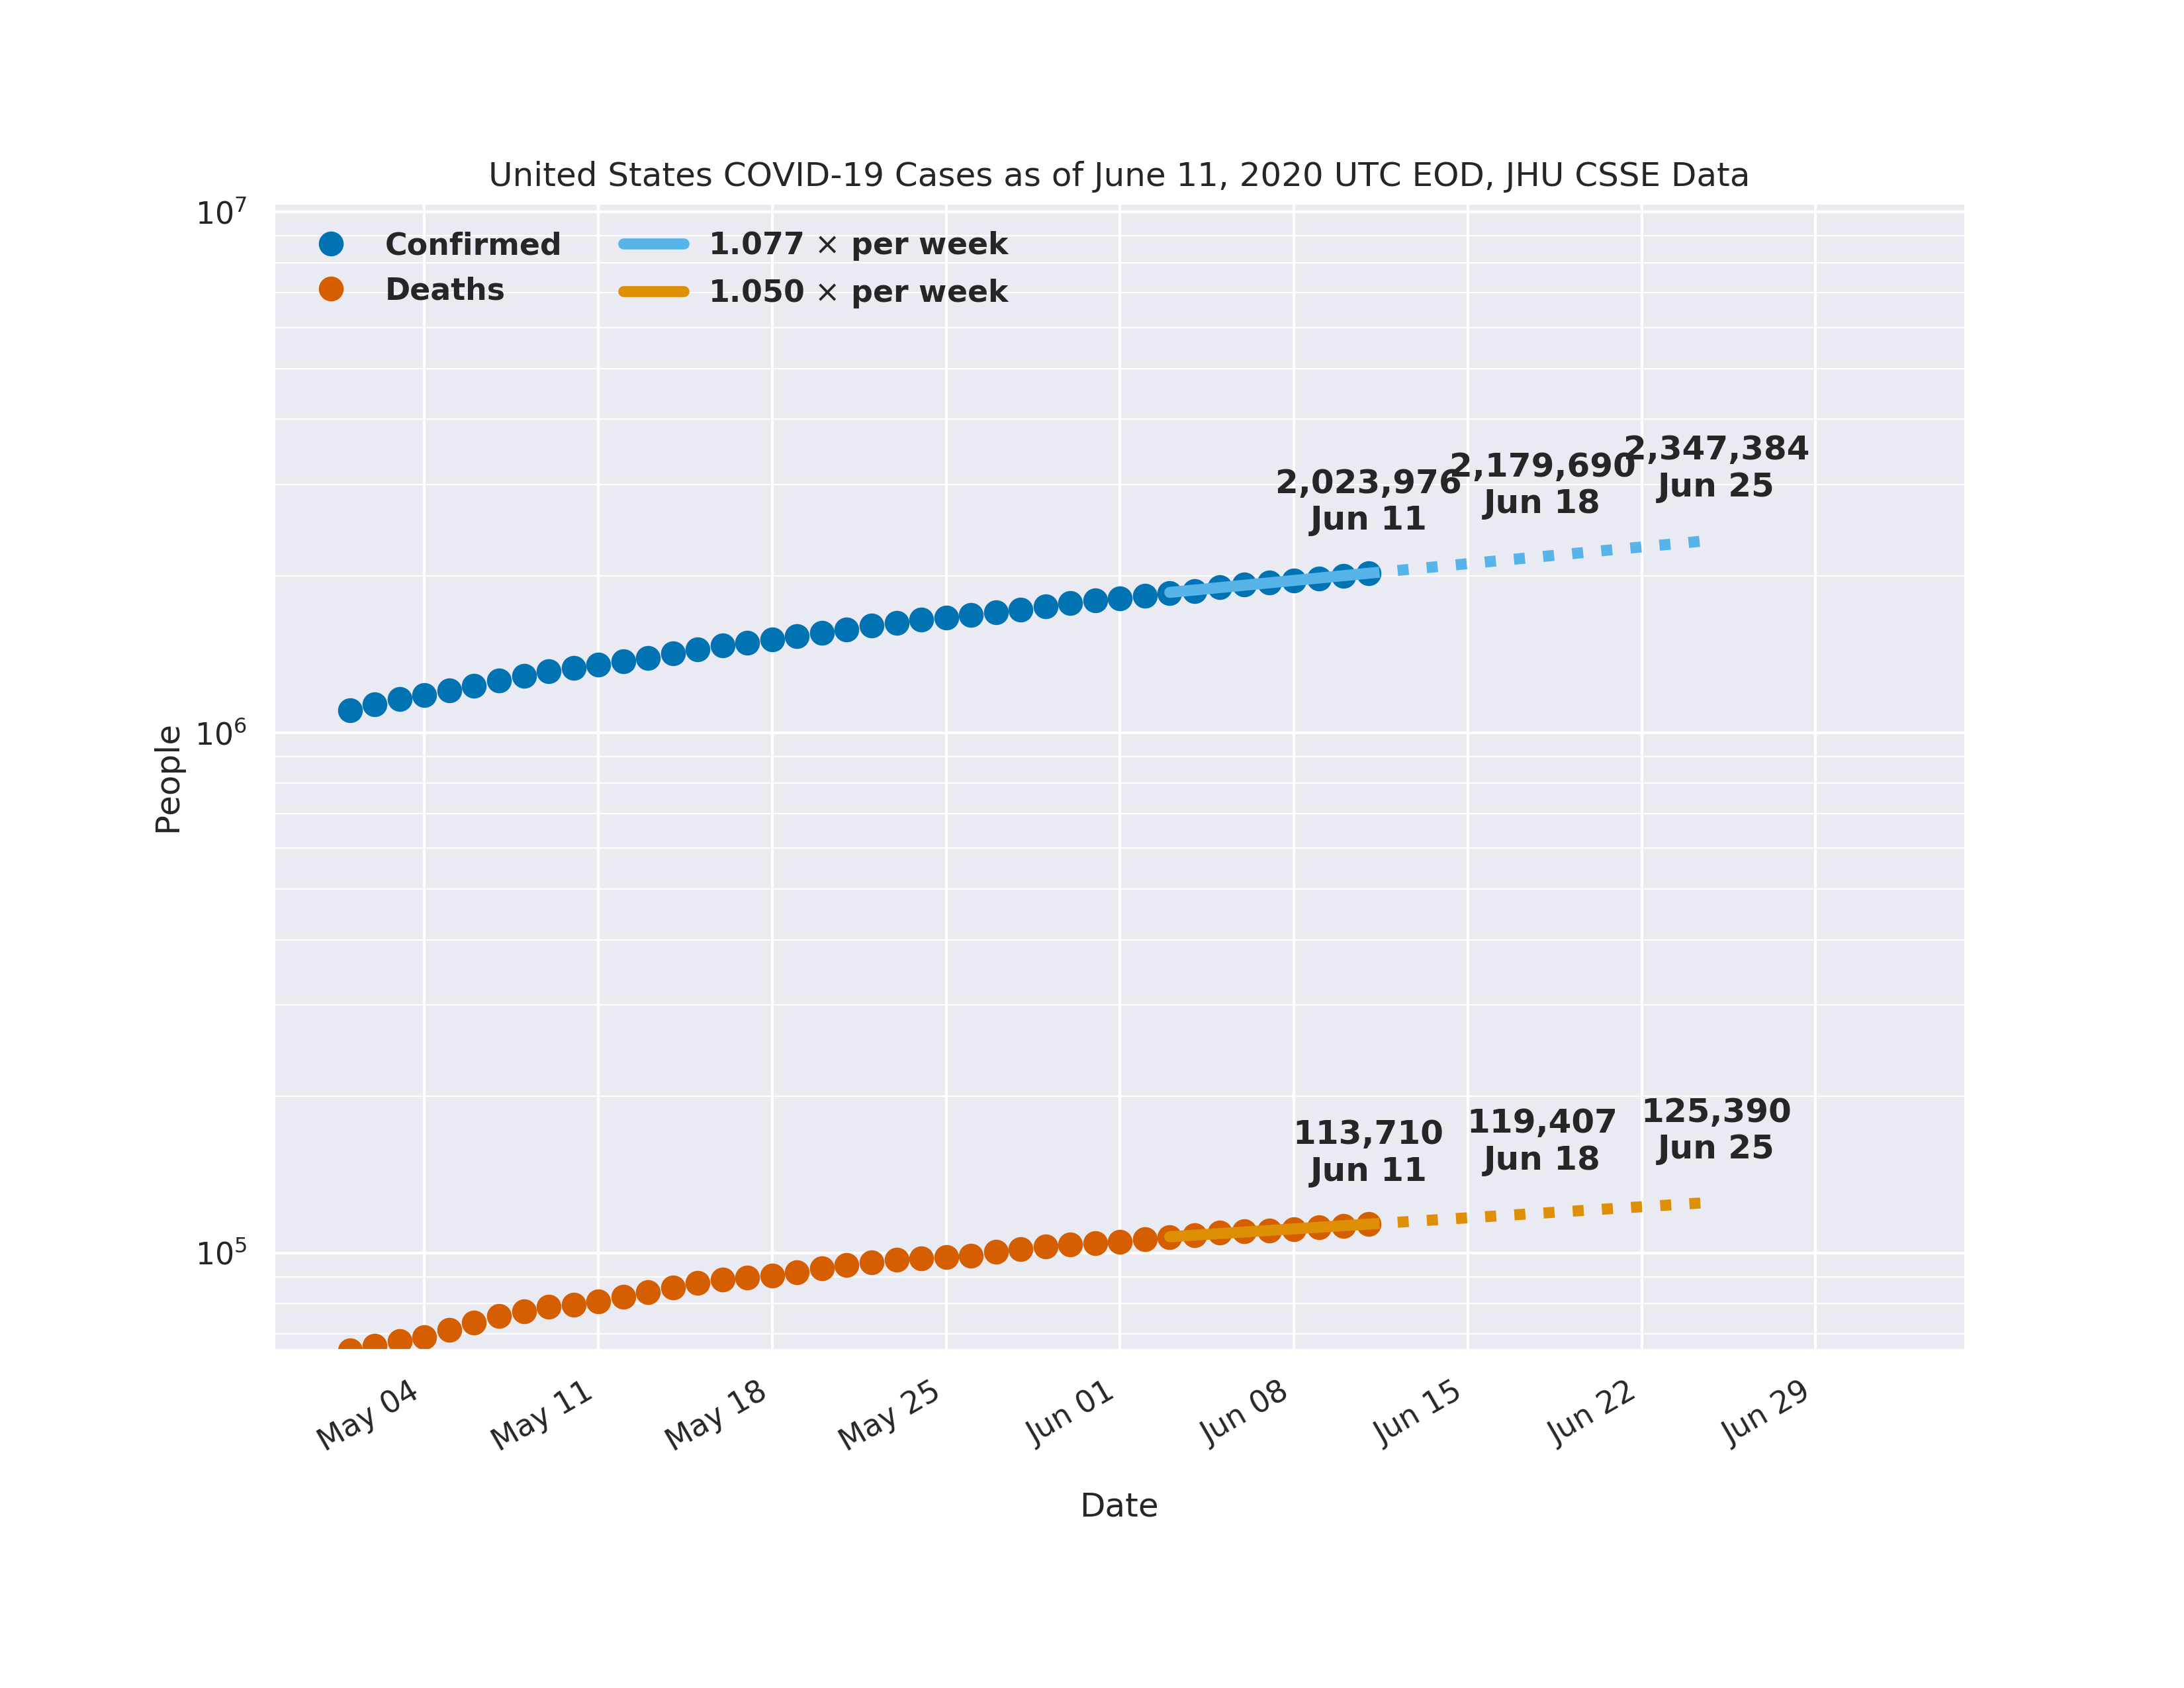 United States COVID-19 Cases as of June 11, 2020 UTC EOD, JHU CSSE Data
10⁷
Confirmed
Deaths
1.077 × per week
1.050 × per week
2,023,976
Jun 11
2,179,690
Jun 18
2,347,384
Jun 25
People
10⁶
113,710
Jun 11
119,407
Jun 18
125,390
Jun 25
10⁵
May 04
May 11
May 18
May 25
Jun 01
Jun 08
Jun 15
Jun 22
Jun 29
Date